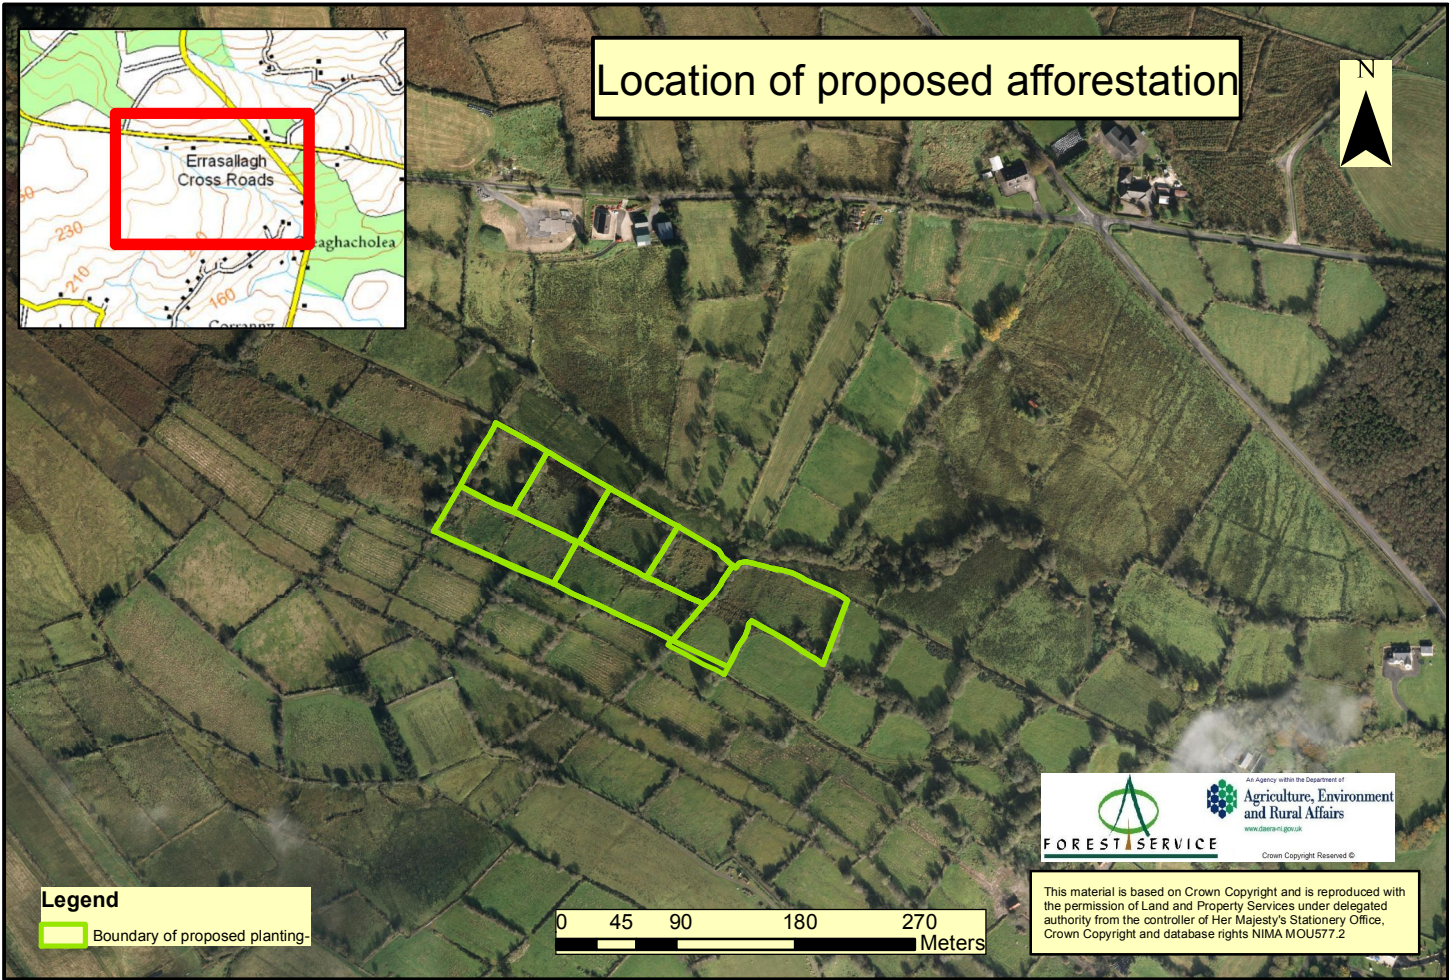 Location of proposed afforestation
N
Errasallagh
Cross Roads
eaghacholea
230
210
160
Corranny
An Agency within the Department of
Agriculture, Environment
and Rural Affairs
www.daera-ni.gov.uk
FOREST SERVICE
Crown Copyright Reserved ©
This material is based on Crown Copyright and is reproduced with
the permission of Land and Property Services under delegated
authority from the controller of Her Majesty's Stationery Office,
Crown Copyright and database rights NIMA MOU577.2
Legend
Boundary of proposed planting-
0 45 90 180 270
Meters